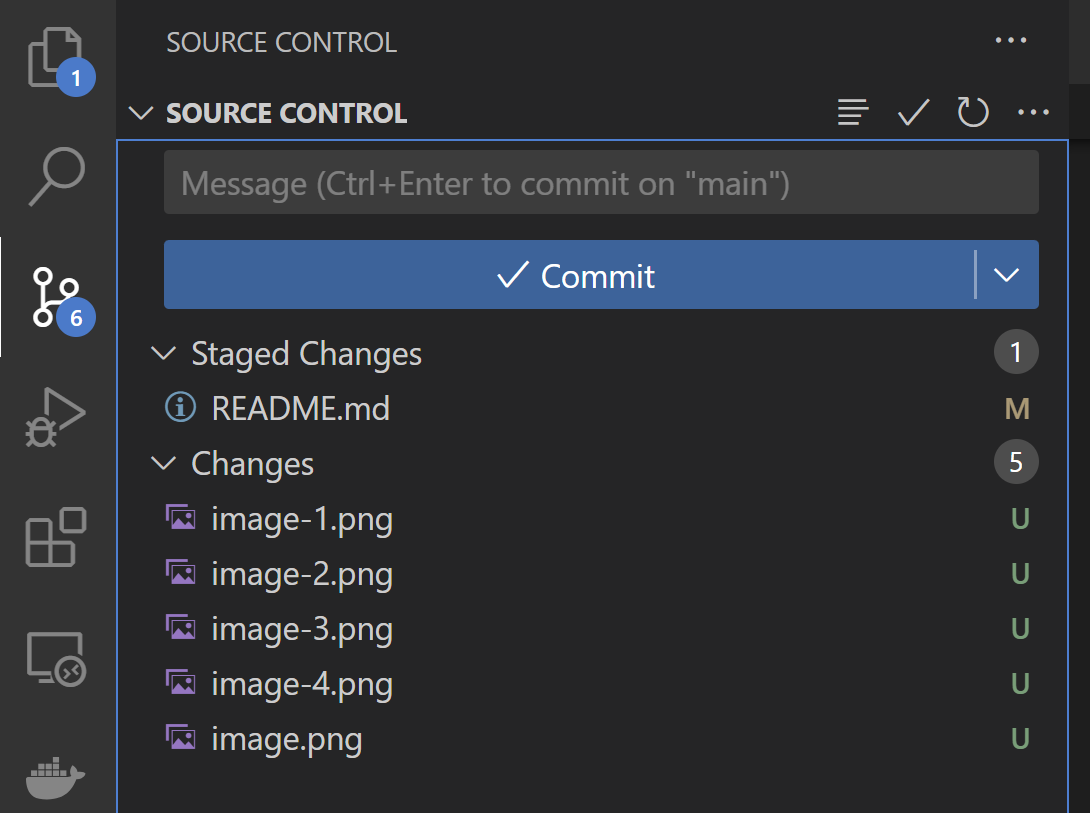 SOURCE CONTROL
1
SOURCE CONTROL
Message (Ctrl+Enter to commit on "main")
Commit
6
Staged Changes 1
README.md M
Changes 5
image-1.png U
image-2.png U
image-3.png U
image-4.png U
image.png U